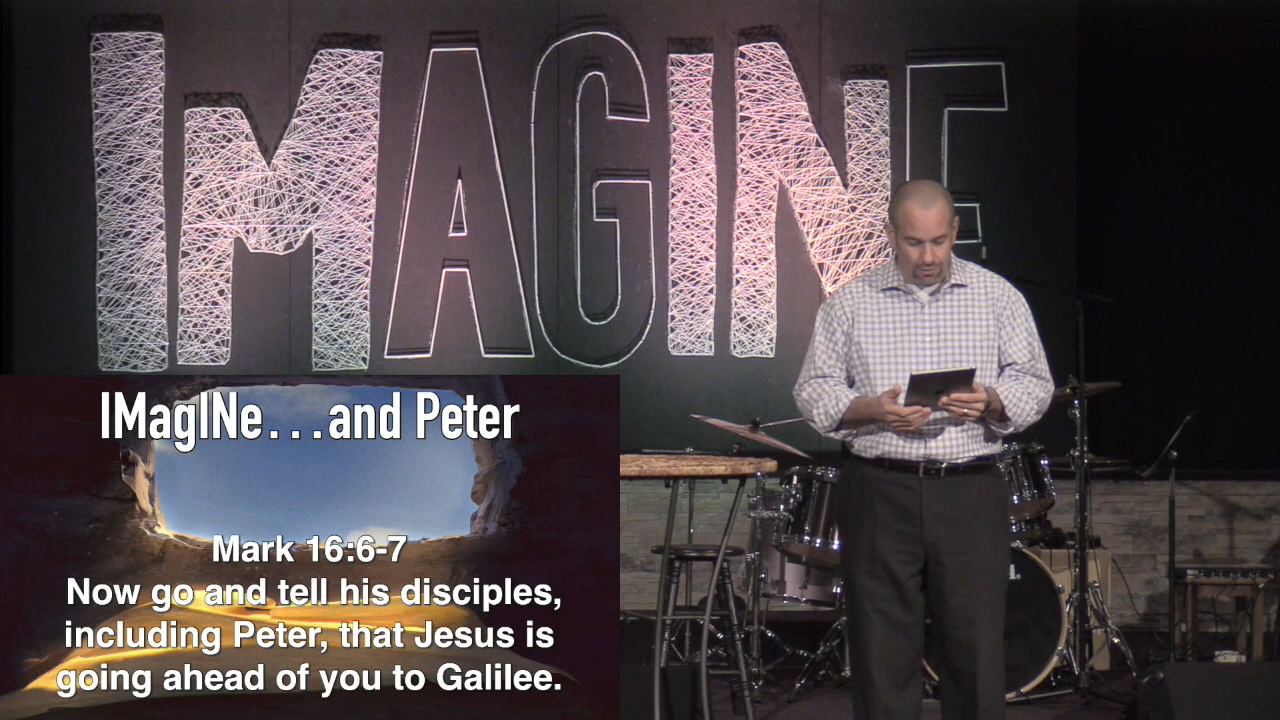 IMAGINE
IMagINe...and Peter
Mark 16:6-7
Now go and tell his disciples,
including Peter, that Jesus is
going ahead of you to Galilee.